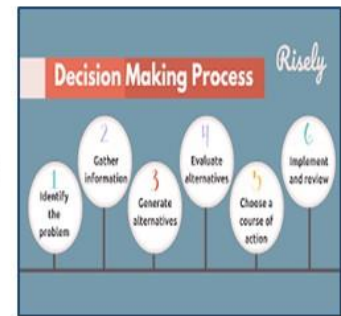 Risely
Decision Making Process
1
Identify
the
problem
2
Gather
information
3
Generate
alternatives
4
Evaluate
alternatives
5
Choose a
course of
action
6
Implement
and review